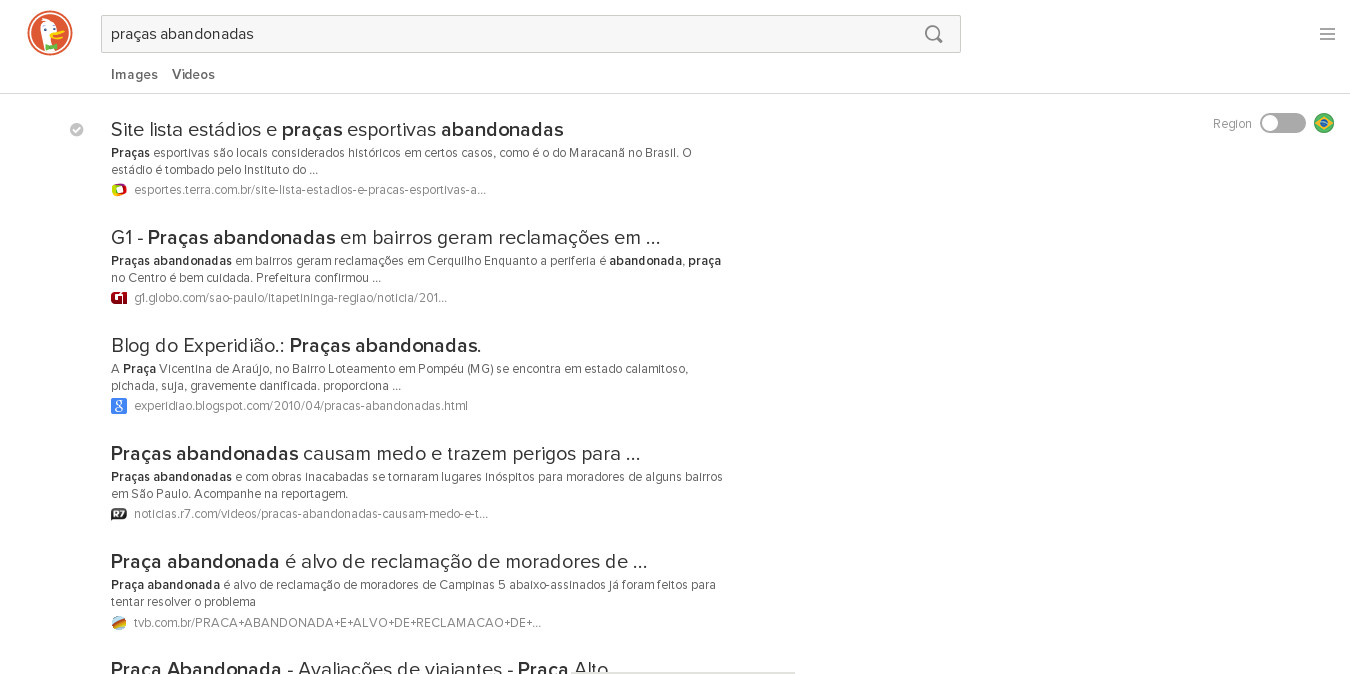 praças abandonadas
Images Videos
Region
Site lista estádios e praças esportivas abandonadas
Praças esportivas são locais considerados históricos em certos casos, como é o do Maracanã no Brasil. O
estádio é tombado pelo Instituto do ...
esportes.terra.com.br/site-lista-estadios-e-pracas-esportivas-a...
G1 - Praças abandonadas em bairros geram reclamações em ...
Praças abandonadas em bairros geram reclamações em Cerquilho Enquanto a periferia é abandonada, praça
no Centro é bem cuidada. Prefeitura confirmou ...
G1 g1.globo.com/sao-paulo/itapetininga-regiao/noticia/201...
Blog do Experidião.: Praças abandonadas.
A Praça Vicentina de Araújo, no Bairro Loteamento em Pompéu (MG) se encontra em estado calamitoso,
pichada, suja, gravemente danificada. proporciona ...
g experidiao.blogspot.com/2010/04/pracas-abandonadas.html
Praças abandonadas causam medo e trazem perigos para ...
Praças abandonadas e com obras inacabadas se tornaram lugares inóspitos para moradores de alguns bairros
em São Paulo. Acompanhe na reportagem.
R7 noticias.r7.com/videos/pracas-abandonadas-causam-medo-e-t...
Praça abandonada é alvo de reclamação de moradores de ...
Praça abandonada é alvo de reclamação de moradores de Campinas 5 abaixo-assinados já foram feitos para
tentar resolver o problema
tvb.com.br/PRACA+ABANDONADA+E+ALVO+DE+RECLAMACAO+DE+...
Praça Abandonada - Avaliações de viajantes - Praça Alto